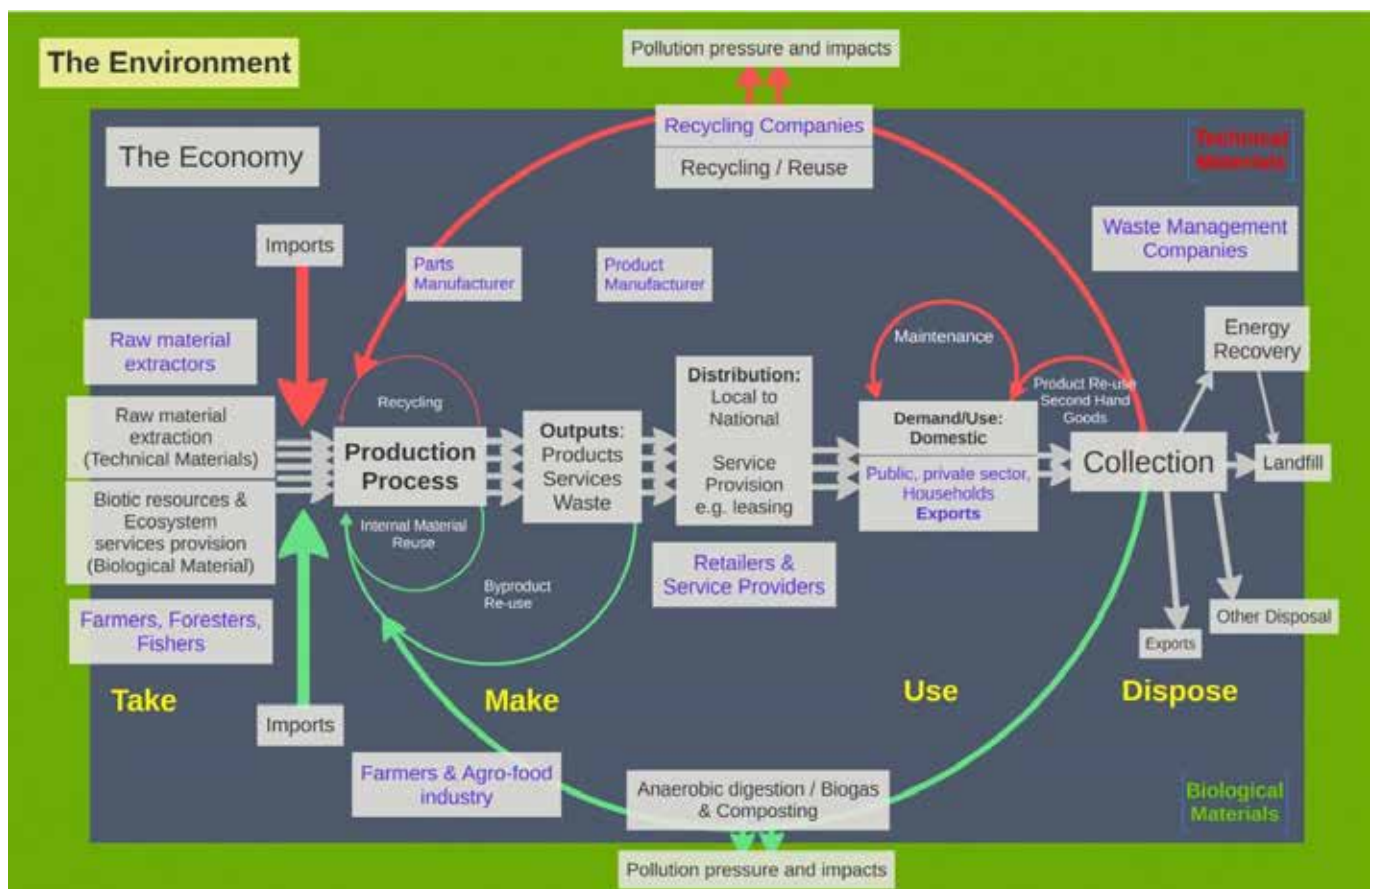 Pollution pressure and impacts
The Environment
Recycling Companies
Recycling / Reuse
The Economy
Technical
Materials
Waste Management
Companies
Imports
Parts
Manufacturer
Product
Manufacturer
Raw material
extractors
Energy
Recovery
Maintenance
Distribution:
Local to
National
Service
Provision
e.g. leasing
Product Re-use
Second Hand
Goods
Recycling
Raw material
extraction
(Technical Materials)
Biotic resources &
Ecosystem
services provision
(Biological Material)
Production
Process
Outputs:
Products
Services
Waste
Demand/Use:
Domestic
Public, private sector,
Households
Exports
Collection
Landfill
Internal Material
Reuse
Byproduct
Re-use
Retailers &
Service Providers
Farmers, Foresters,
Fishers
Other Disposal
Exports
Take
Make
Use
Dispose
Imports
Farmers & Agro-food
industry
Anaerobic digestion / Biogas
& Composting
Biological
Materials
Pollution pressure and impacts